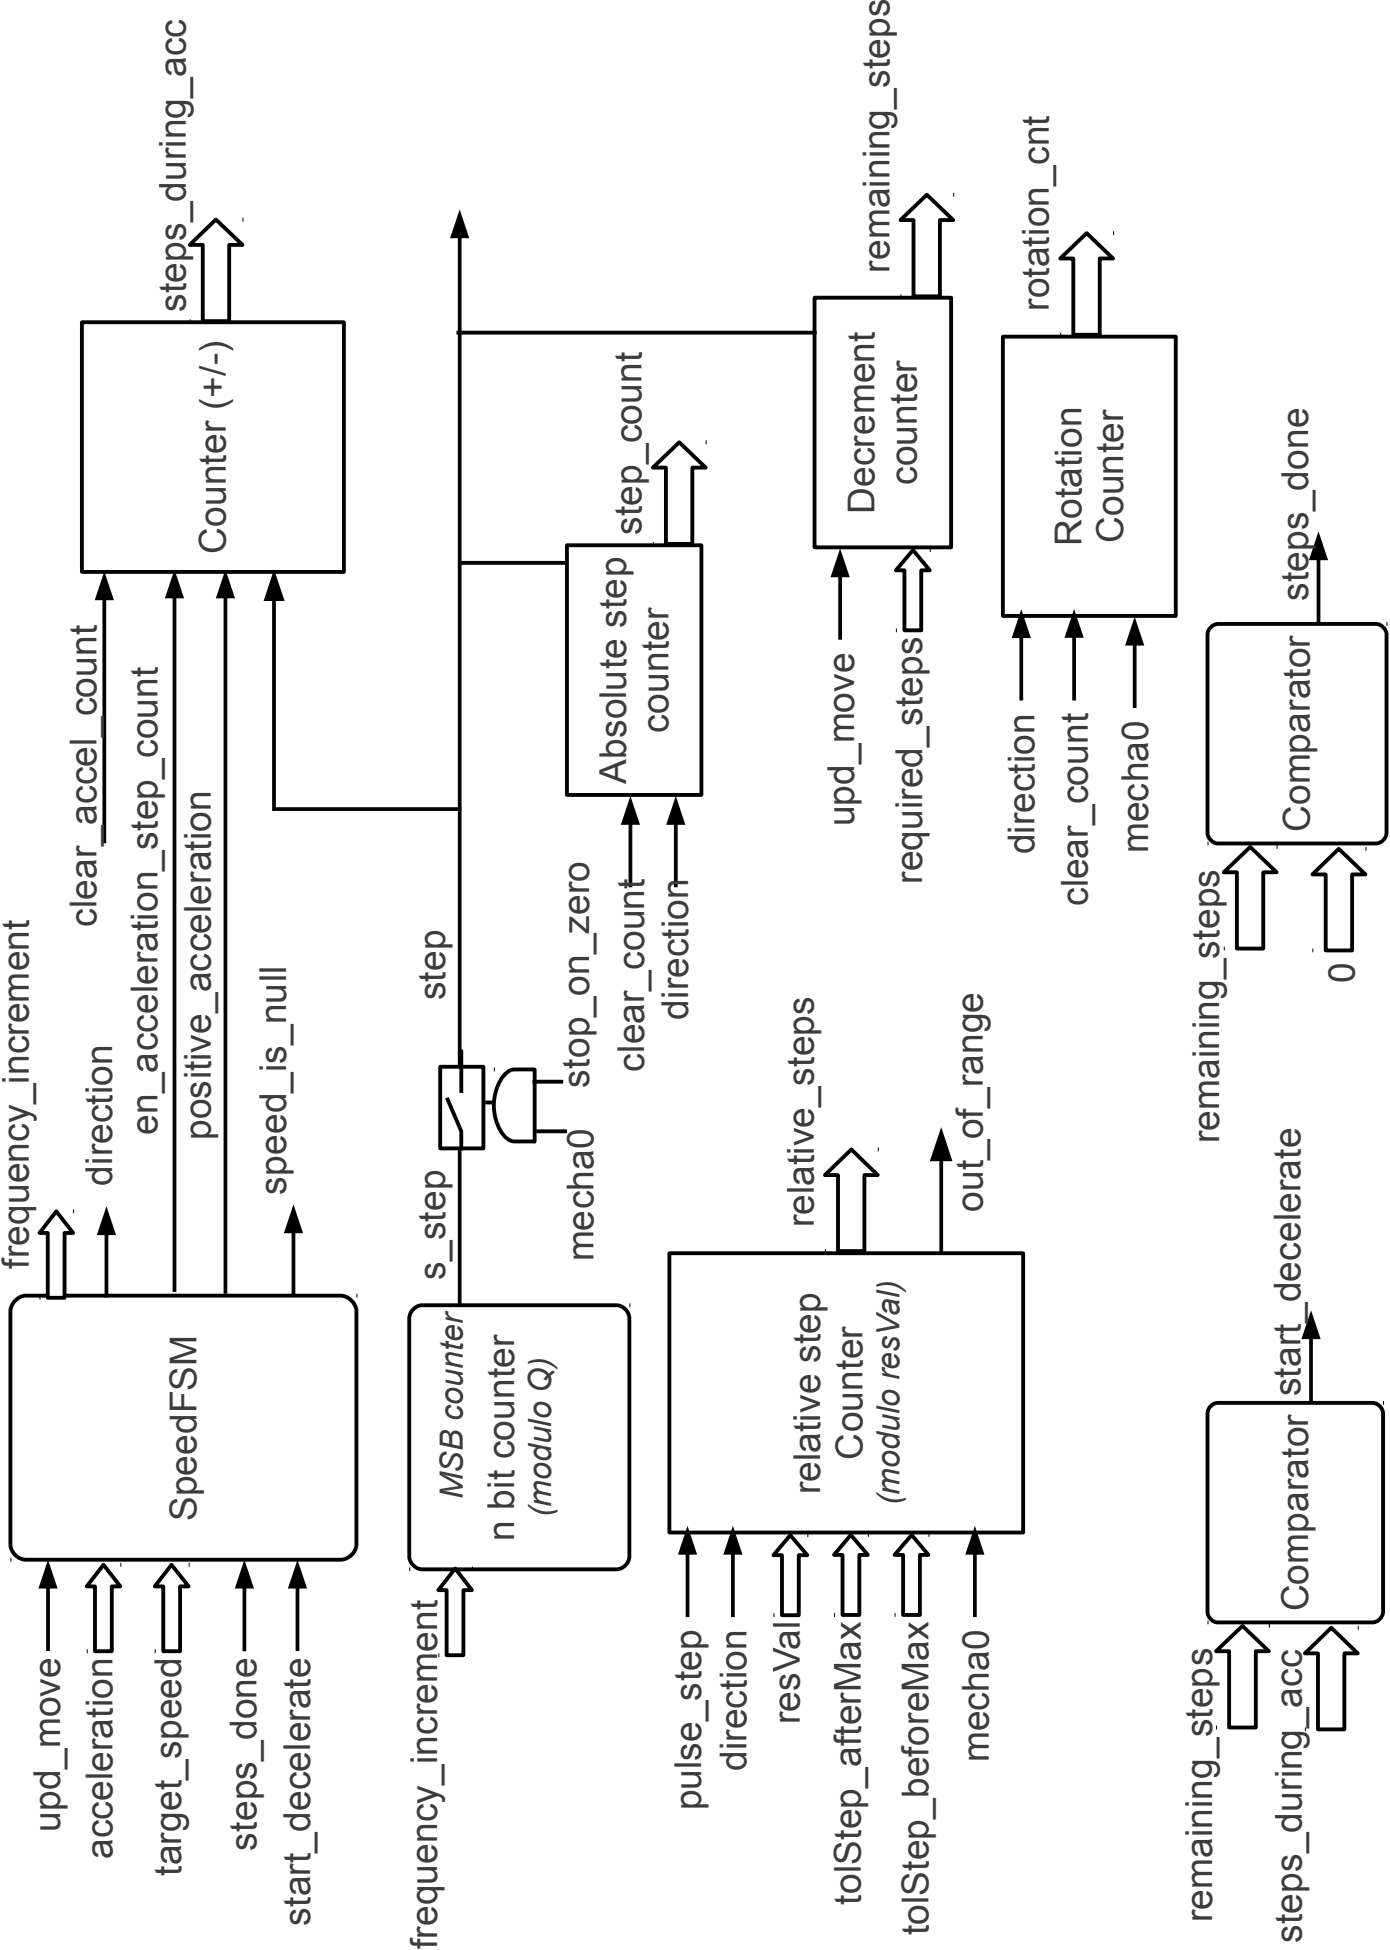 upd_move
acceleration
target_speed
steps_done
start_decelerate
SpeedFSM
frequency_increment
direction
en_acceleration_step_count
positive_acceleration
speed_is_null
clear_accel_count
Counter (+/-)
steps_during_acc
frequency_increment
MSB counter
n bit counter
(modulo Q)
s_step
step
mecha0
stop_on_zero
clear_count
direction
Absolute step
counter
step_count
upd_move
required_steps
Decrement
counter
remaining_steps
pulse_step
direction
resVal
tolStep_afterMax
tolStep_beforeMax
mecha0
relative step
Counter
(modulo resVal)
relative_steps
out_of_range
direction
clear_count
mecha0
Rotation
Counter
rotation_cnt
remaining_steps
steps_during_acc
Comparator
start_decelerate
remaining_steps
0
Comparator
steps_done